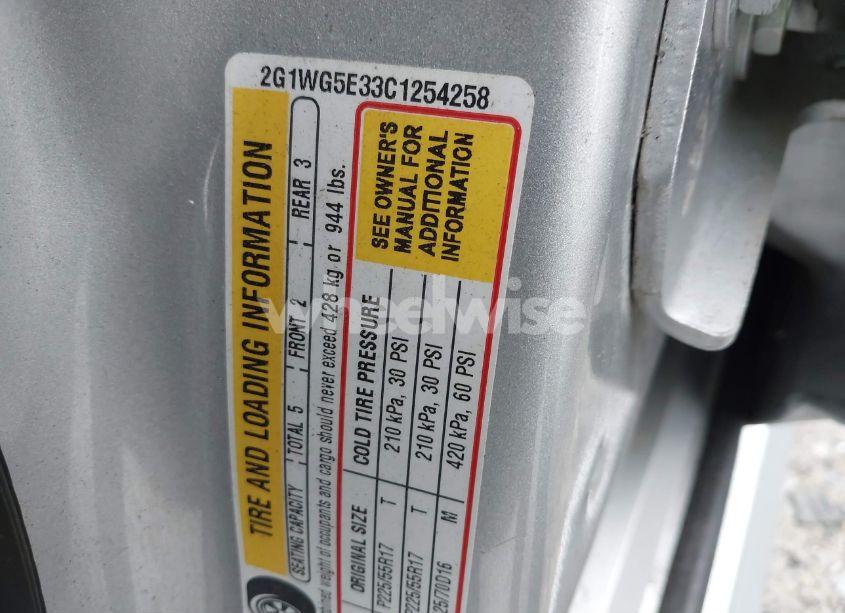 2G1WG5E33C1254258
TIRE AND LOADING INFORMATION
SEATING CAPACITY TOTAL 5 FRONT 2 REAR 3
weight of occupants and cargo should never exceed 428 kg or 944 lbs.
ORIGINAL SIZE COLD TIRE PRESSURE
P225/55R17 T 210 kPa, 30 PSI
P225/55R17 T 210 kPa, 30 PSI
25/70D16 M 420 kPa, 60 PSI
SEE OWNER'S
MANUAL FOR
ADDITIONAL
INFORMATION
wheelwise